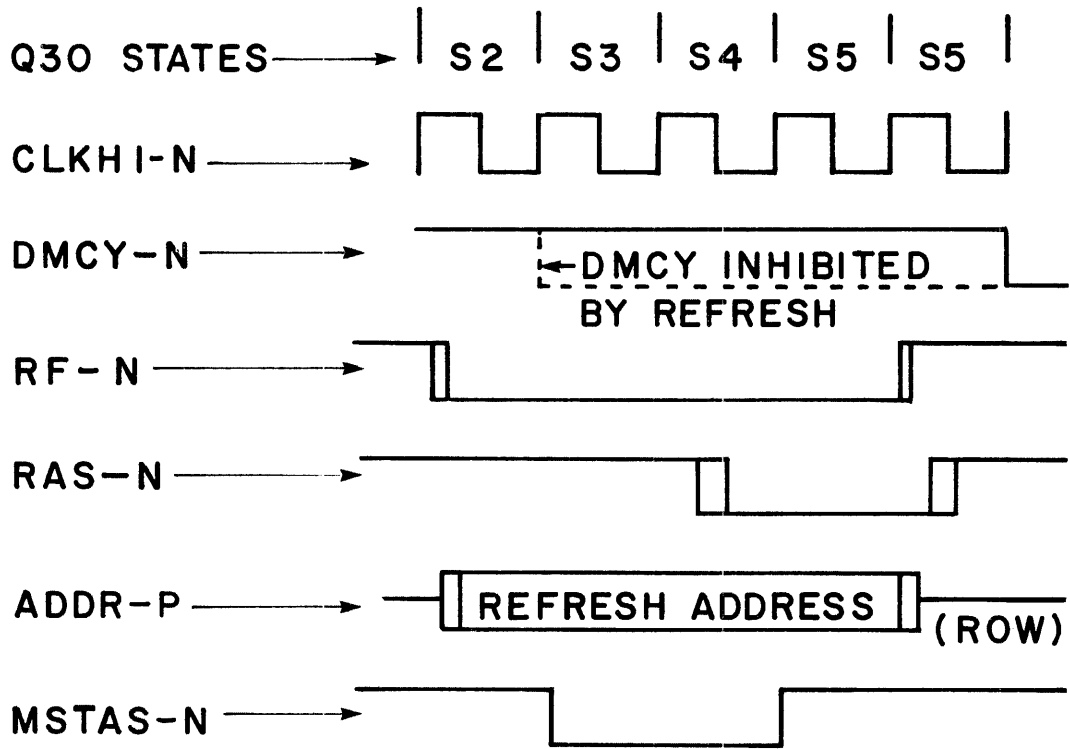 Q30 STATES S2 S3 S4 S5 S5
CLKHI-N
DMCY-N
DMCY INHIBITED
BY REFRESH
RF-N
RAS-N
ADDR-P
REFRESH ADDRESS
(ROW)
MSTAS-N